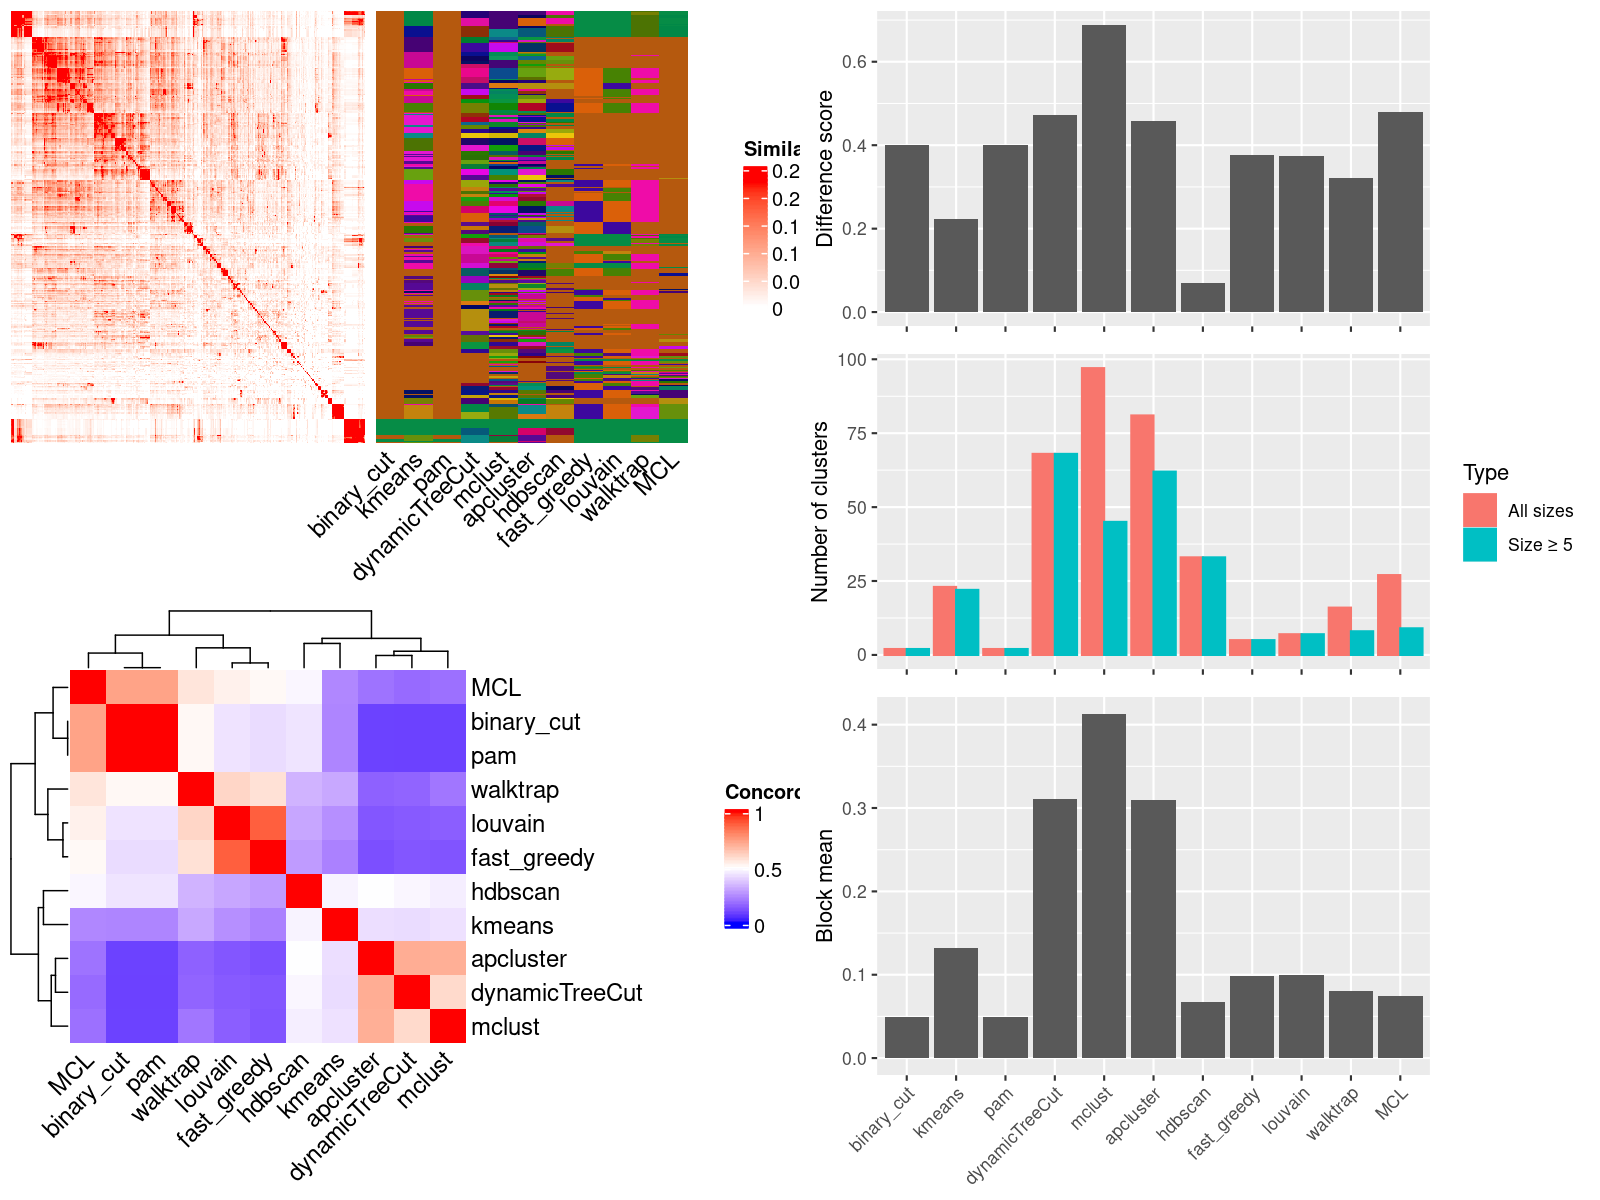 Simila
0.2
0.2
0.1
0.1
0.0
0
binary_cut
kmeans
pam
dynamicTreeCut
mclust
apcluster
hdbscan
fast_greedy
louvain
walktrap
MCL
MCL
binary_cut
pam
walktrap
louvain
fast_greedy
hdbscan
kmeans
apcluster
dynamicTreeCut
mclust
MCL
binary_cut
pam
walktrap
louvain
fast_greedy
hdbscan
kmeans
apcluster
dynamicTreeCut
mclust
Concord
1
0.5
0
Difference score
0.6
0.4
0.2
0.0
Number of clusters
100
75
50
25
0
Type
All sizes
Size ≥ 5
Block mean
0.4
0.3
0.2
0.1
0.0
binary_cut
kmeans
pam
dynamicTreeCut
mclust
apcluster
hdbscan
fast_greedy
louvain
walktrap
MCL